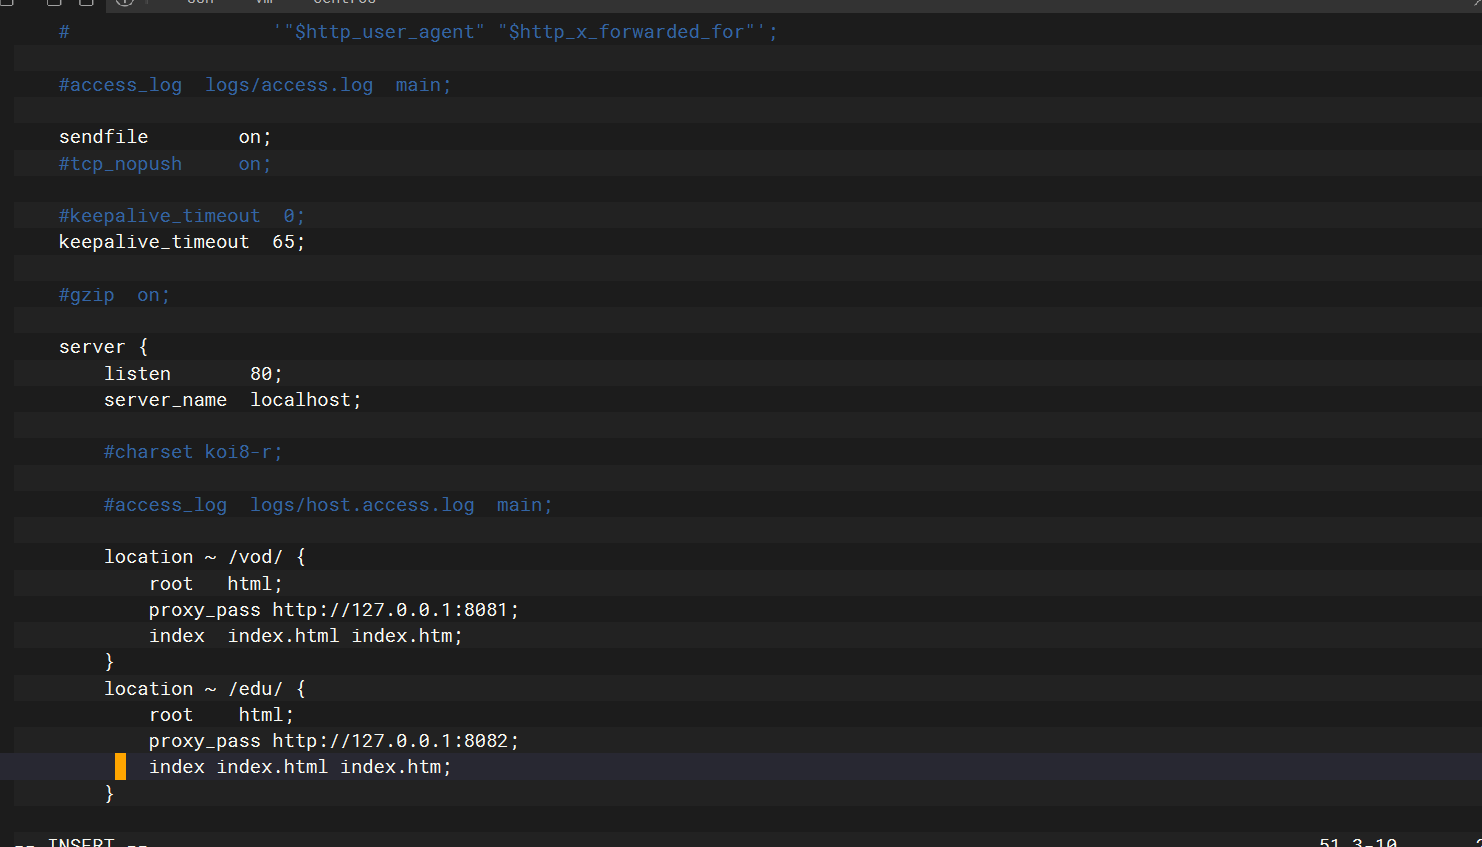 #                  '"$http_user_agent" "$http_x_forwarded_for"';
#access_log  logs/access.log  main;
sendfile        on;
#tcp_nopush     on;
#keepalive_timeout  0;
keepalive_timeout  65;
#gzip  on;
server {
    listen       80;
    server_name  localhost;
    #charset koi8-r;
    #access_log  logs/host.access.log  main;
    location ~ /vod/ {
        root   html;
        proxy_pass http://127.0.0.1:8081;
        index  index.html index.htm;
    }
    location ~ /edu/ {
        root    html;
        proxy_pass http://127.0.0.1:8082;
        index index.html index.htm;
    }
-- INSERT --                    51,3-10